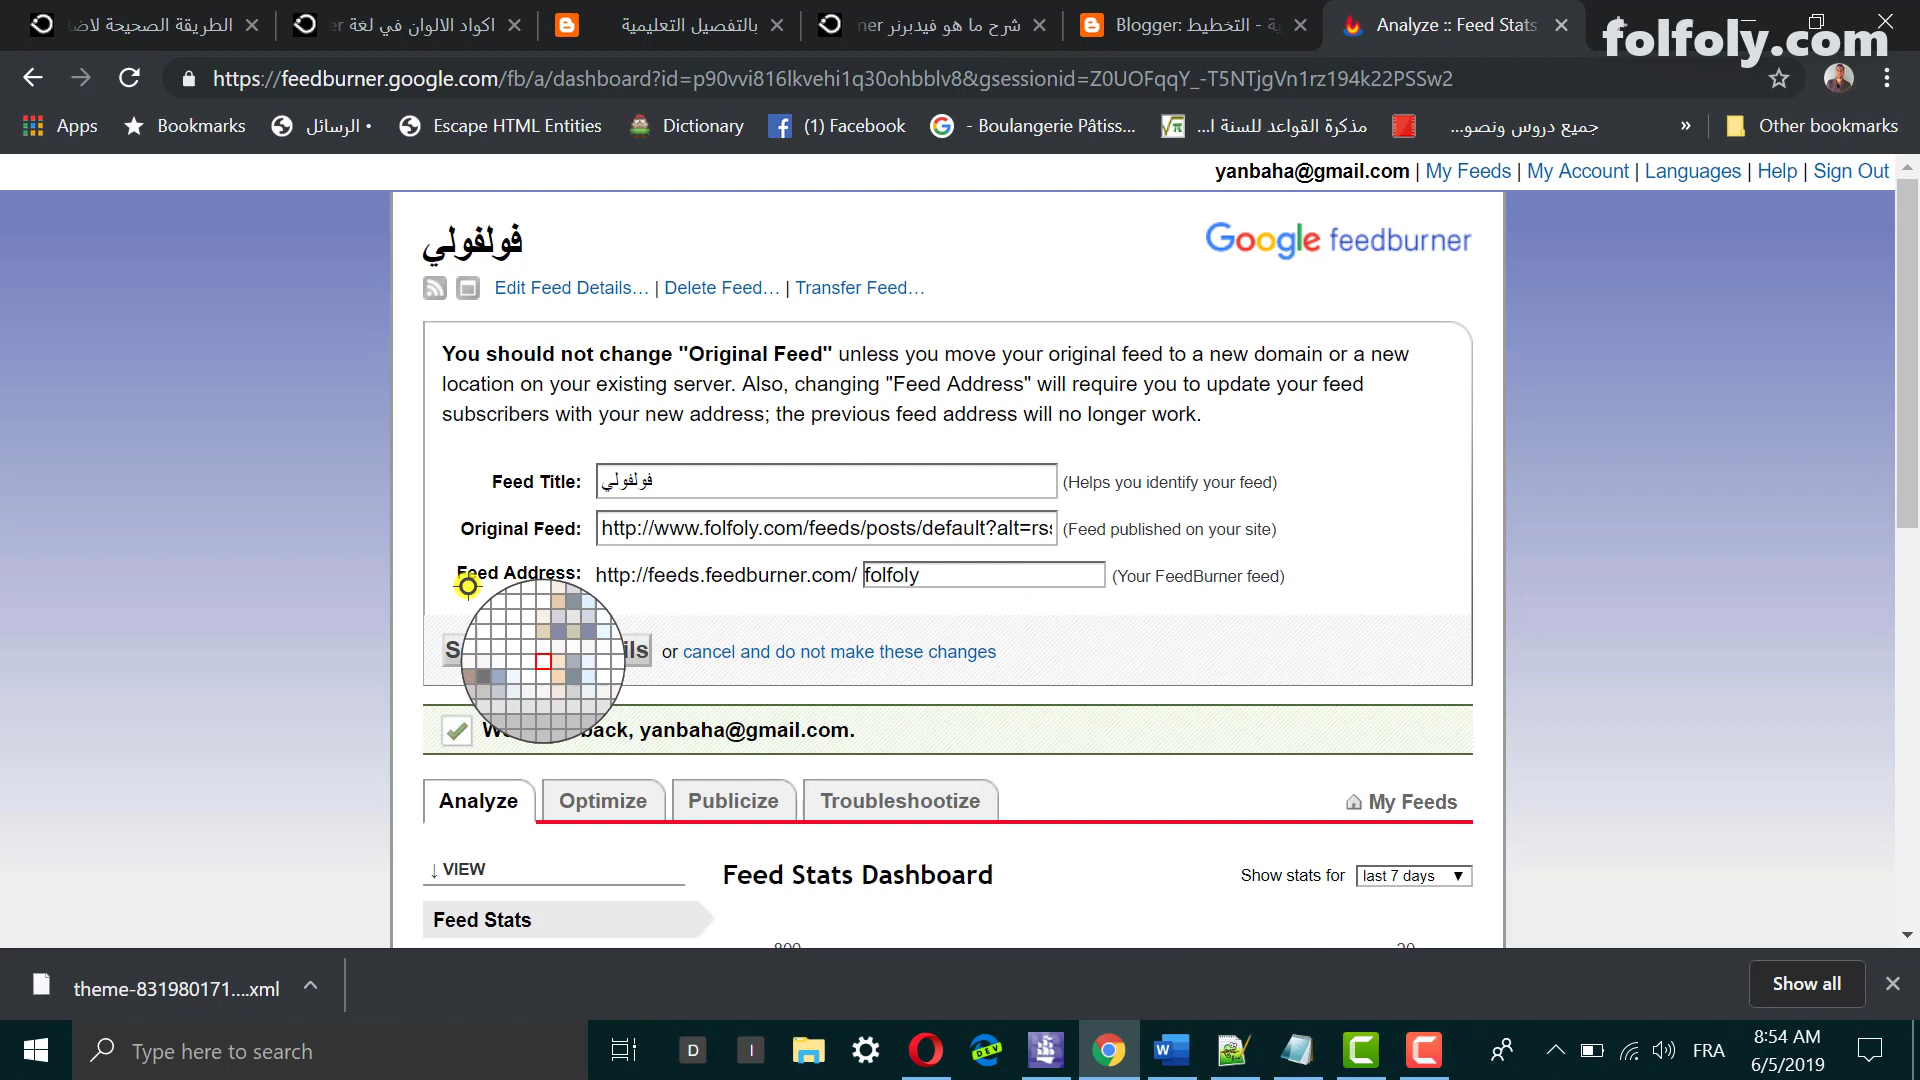 الطريقة الصحيحة لاضا
اكواد الالوان في لغة er
بالتفصيل التعليمية
شرح ما هو فيدبرنر ner
Blogger: التخطيط - ية
Analyze :: Feed Stats
folfoly.com
https://feedburner.google.com/fb/a/dashboard?id=p90vvi816lkvehi1q30ohbblv8&gsessionid=Z0UOFqqY_-T5NTjgVn1rz194k22PSSw2
Apps
Bookmarks
الرسائل •
Escape HTML Entities
Dictionary
(1) Facebook
- Boulangerie Pâtiss...
مذكرة القواعد للسنة ا...
جميع دروس ونصو...
»
Other bookmarks
yanbaha@gmail.com | My Feeds | My Account | Languages | Help | Sign Out
فولفولي
Google feedburner
Edit Feed Details... | Delete Feed... | Transfer Feed...
You should not change "Original Feed" unless you move your original feed to a new domain or a new
location on your existing server. Also, changing "Feed Address" will require you to update your feed
subscribers with your new address; the previous feed address will no longer work.
Feed Title: فولفولي (Helps you identify your feed)
Original Feed: http://www.folfoly.com/feeds/posts/default?alt=rss (Feed published on your site)
Feed Address: http://feeds.feedburner.com/ folfoly (Your FeedBurner feed)
or cancel and do not make these changes
back, yanbaha@gmail.com.
Analyze
Optimize
Publicize
Troubleshootize
My Feeds
↓ VIEW
Feed Stats Dashboard
Show stats for last 7 days
Feed Stats
theme-831980171....xml
Show all
Type here to search
D
I
DEV
FRA
8:54 AM
6/5/2019